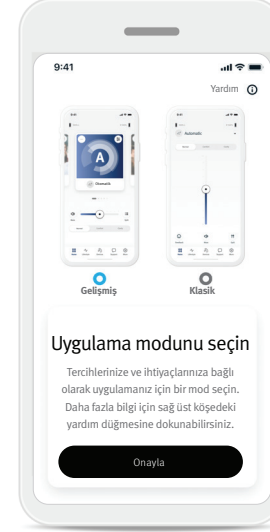 9:41
Yardım
A
Otomatik
Automatic
Gelişmiş
Klasik
Uygulama modunu seçin
Tercihlerinize ve ihtiyaçlarınıza bağlı
olarak uygulamanız için bir mod seçin.
Daha fazla bilgi için sağ üst köşedeki
yardım düğmesine dokunabilirsiniz.
Onayla